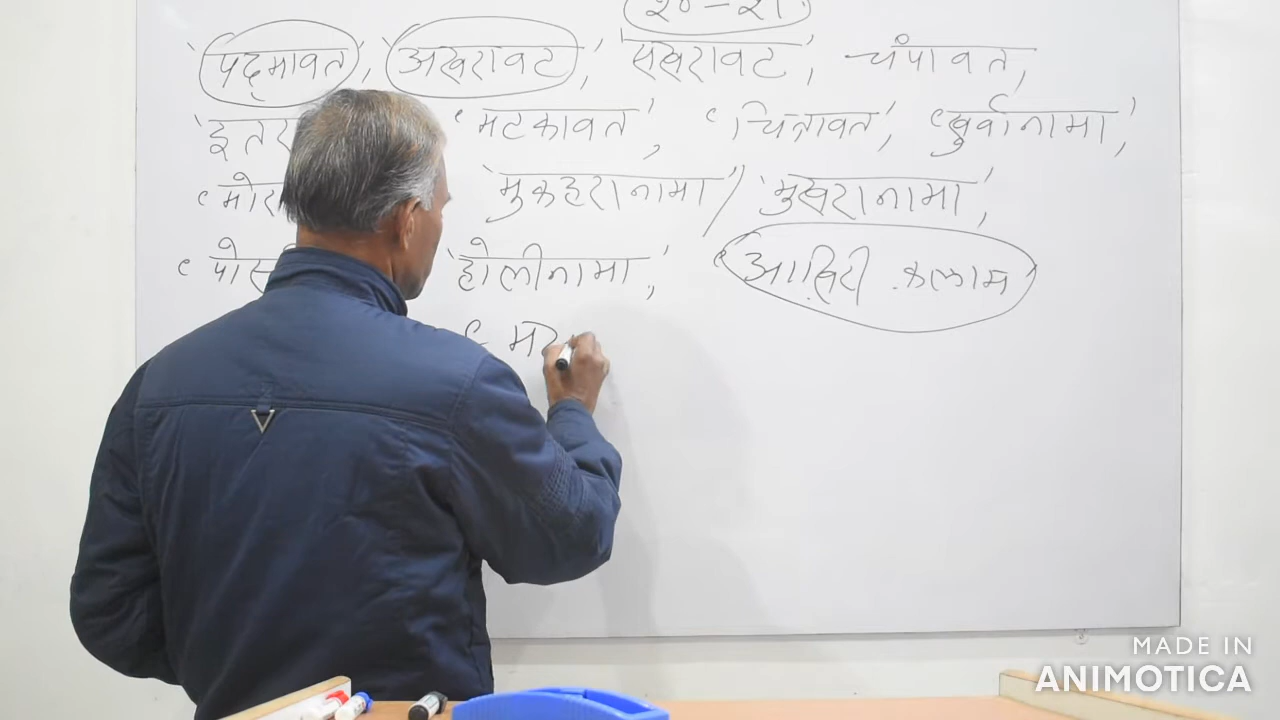 २०-२१
'पद्मावत', 'अखरावट', 'सखरावट', चंपावत,
'इतरा 'मटकावत', 'चित्रावत', 'खुर्वानामा',
'मोरा 'मुकहरानामा' / 'मुखरानामा',
'पोस्ती 'होलीनामा', 'आखिरी कलाम'
MADE IN
ANIMOTICA